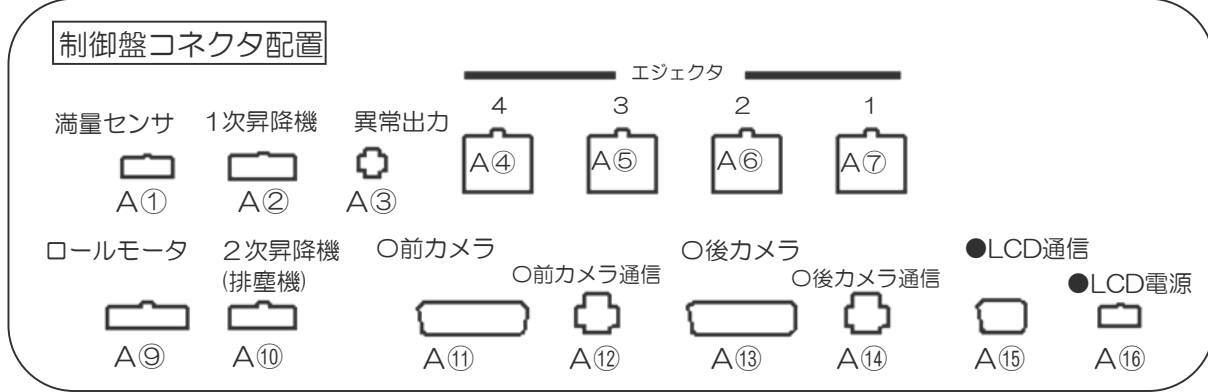 制御盤コネクタ配置
エジェクタ
4 3 2 1
満量センサ 1次昇降機 異常出力
A④ A⑤ A⑥ A⑦
A① A② A③
ロールモータ 2次昇降機 ○前カメラ ○後カメラ ●LCD通信
(排塵機) ○前カメラ通信 ○後カメラ通信 ●LCD電源
A⑨ A⑩ A⑪ A⑫ A⑬ A⑭ A⑮ A⑯